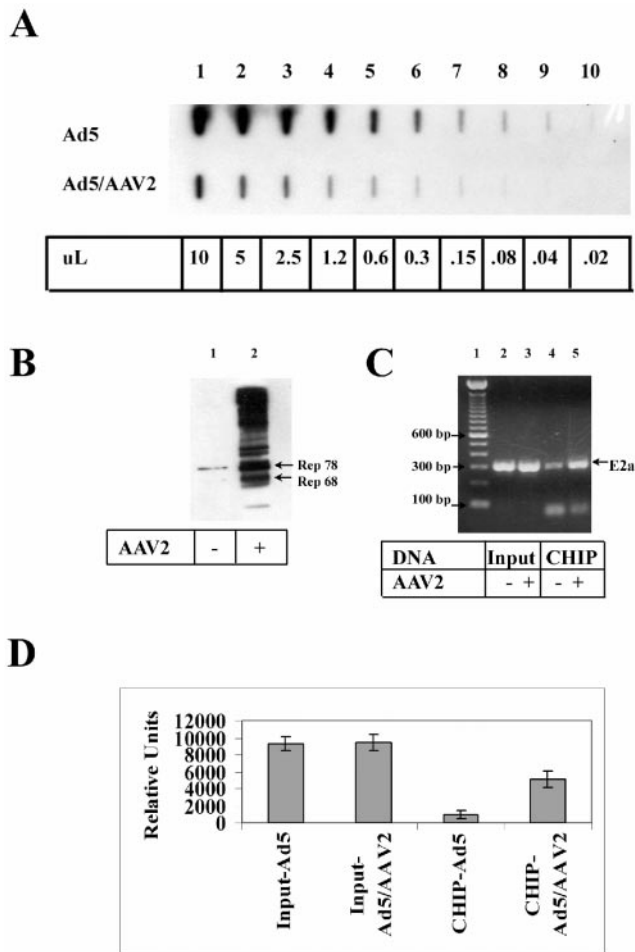 A
1 2 3 4 5 6 7 8 9 10
Ad5
Ad5/AAV2
uL 10 5 2.5 1.2 0.6 0.3 .15 .08 .04 .02
B
1 2
Rep 78
Rep 68
AAV2 - +
C
1 2 3 4 5
600 bp
300 bp
E2a
100 bp
DNA Input CHIP
AAV2 - + - +
D
Relative Units
12000
10000
8000
6000
4000
2000
0
Input-Ad5
Input-
Ad5/AAV2
CHIP-Ad5
CHIP-
Ad5/AAV2